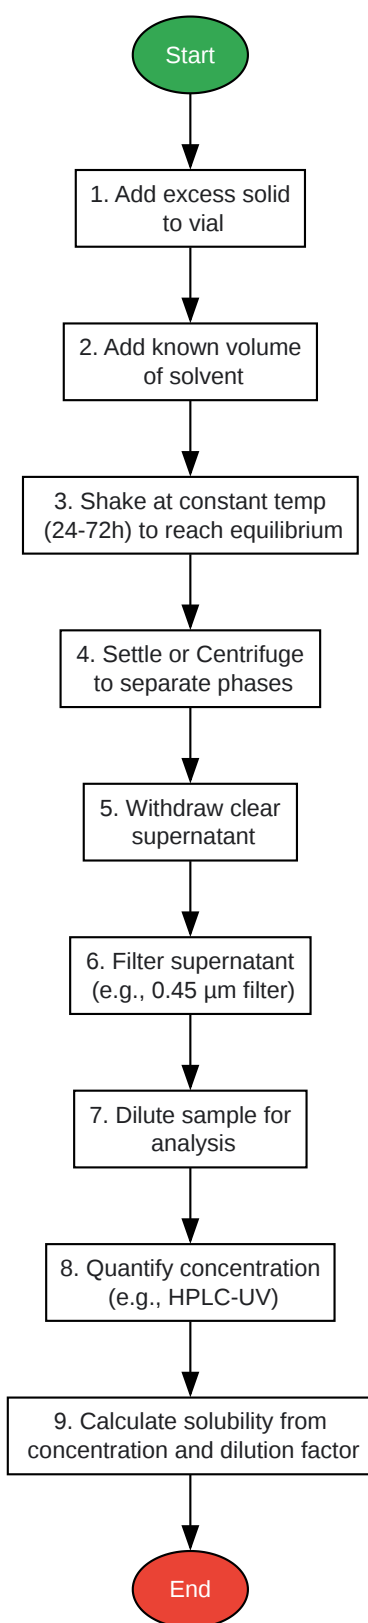 Start
1. Add excess solid
to vial
2. Add known volume
of solvent
3. Shake at constant temp
(24-72h) to reach equilibrium
4. Settle or Centrifuge
to separate phases
5. Withdraw clear
supernatant
6. Filter supernatant
(e.g., 0.45 µm filter)
7. Dilute sample for
analysis
8. Quantify concentration
(e.g., HPLC-UV)
9. Calculate solubility from
concentration and dilution factor
End